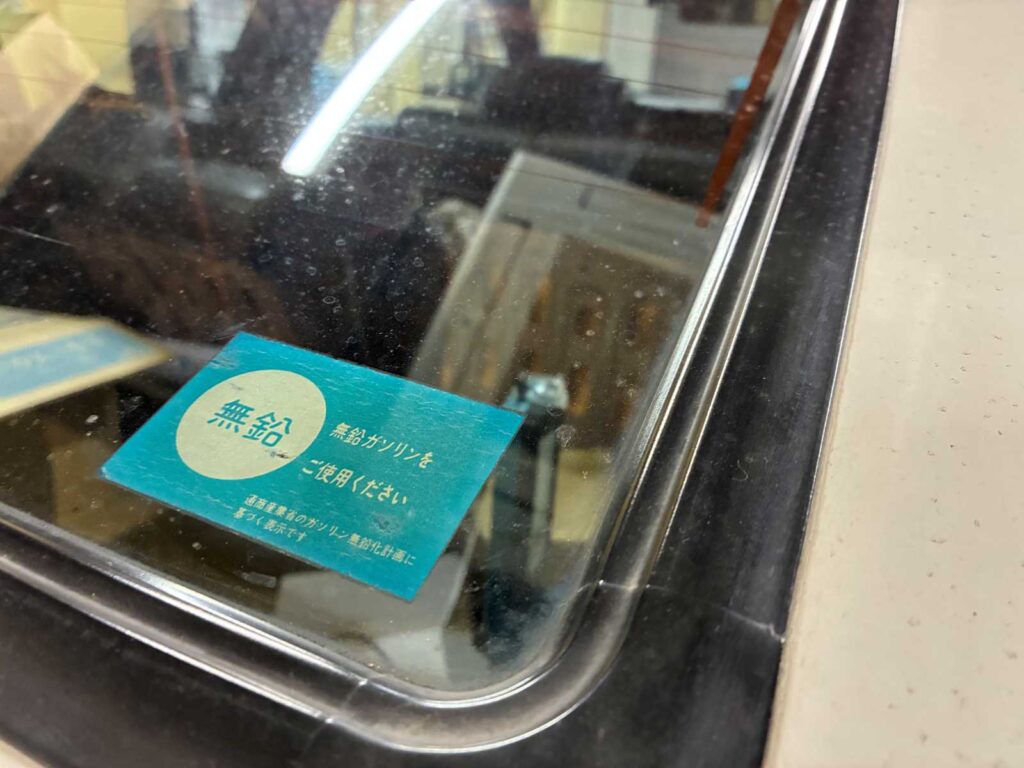 無鉛
無鉛ガソリンを
ご使用ください
通商産業省のガソリン無鉛化計画に
基づく表示です